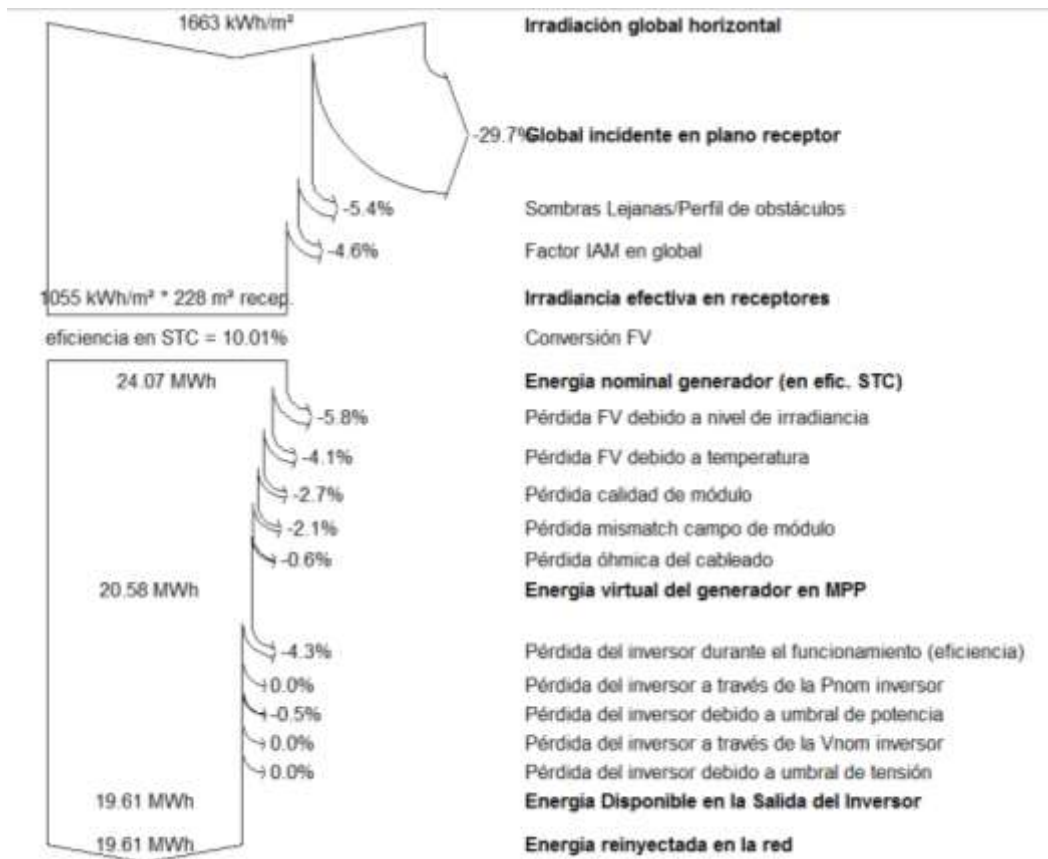 1663 kWh/m² Irradiación global horizontal
-29.7% Global incidente en plano receptor
-5.4% Sombras Lejanas/Perfil de obstáculos
-4.6% Factor IAM en global
1055 kWh/m² * 228 m² recep. Irradiancia efectiva en receptores
eficiencia en STC = 10.01% Conversión FV
24.07 MWh Energia nominal generador (en efic. STC)
-5.8% Pérdida FV debido a nivel de irradiancia
-4.1% Pérdida FV debido a temperatura
-2.7% Pérdida calidad de módulo
-2.1% Pérdida mismatch campo de módulo
-0.6% Pérdida óhmica del cableado
20.58 MWh Energia virtual del generador en MPP
-4.3% Pérdida del inversor durante el funcionamiento (eficiencia)
0.0% Pérdida del inversor a través de la Pnom inversor
-0.5% Pérdida del inversor debido a umbral de potencia
0.0% Pérdida del inversor a través de la Vnom inversor
0.0% Pérdida del inversor debido a umbral de tensión
19.61 MWh Energia Disponible en la Salida del Inversor
19.61 MWh Energia reinyectada en la red